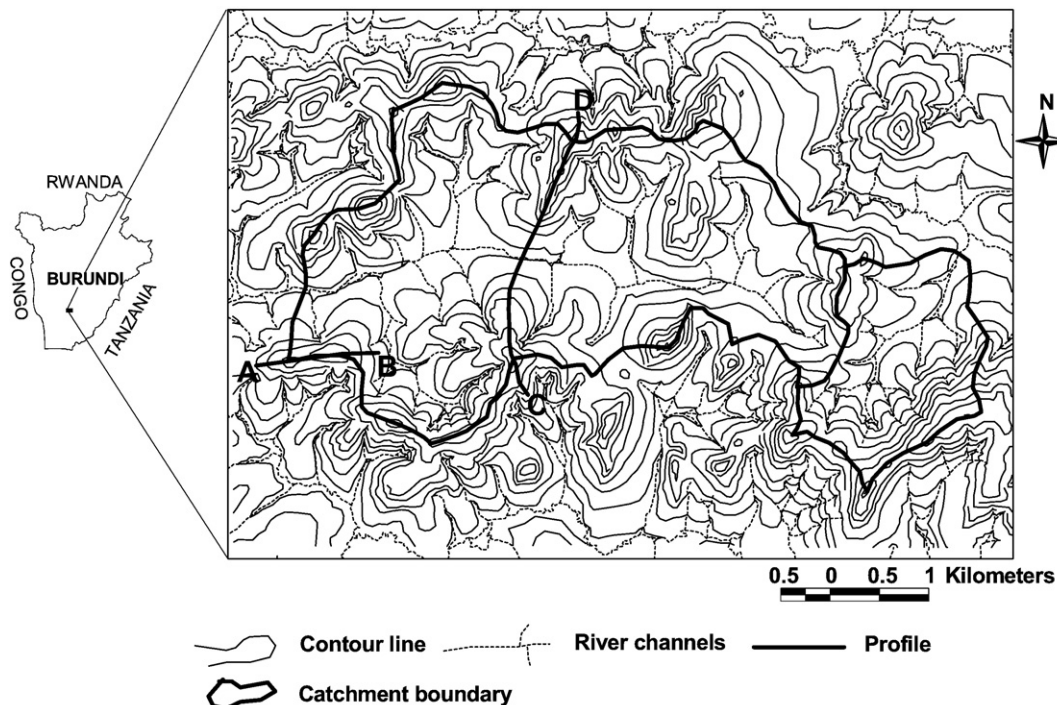 RWANDA
CONGO
BURUNDI
TANZANIA
N
D
A
B
C
0.5 0 0.5 1 Kilometers
Contour line River channels Profile
Catchment boundary